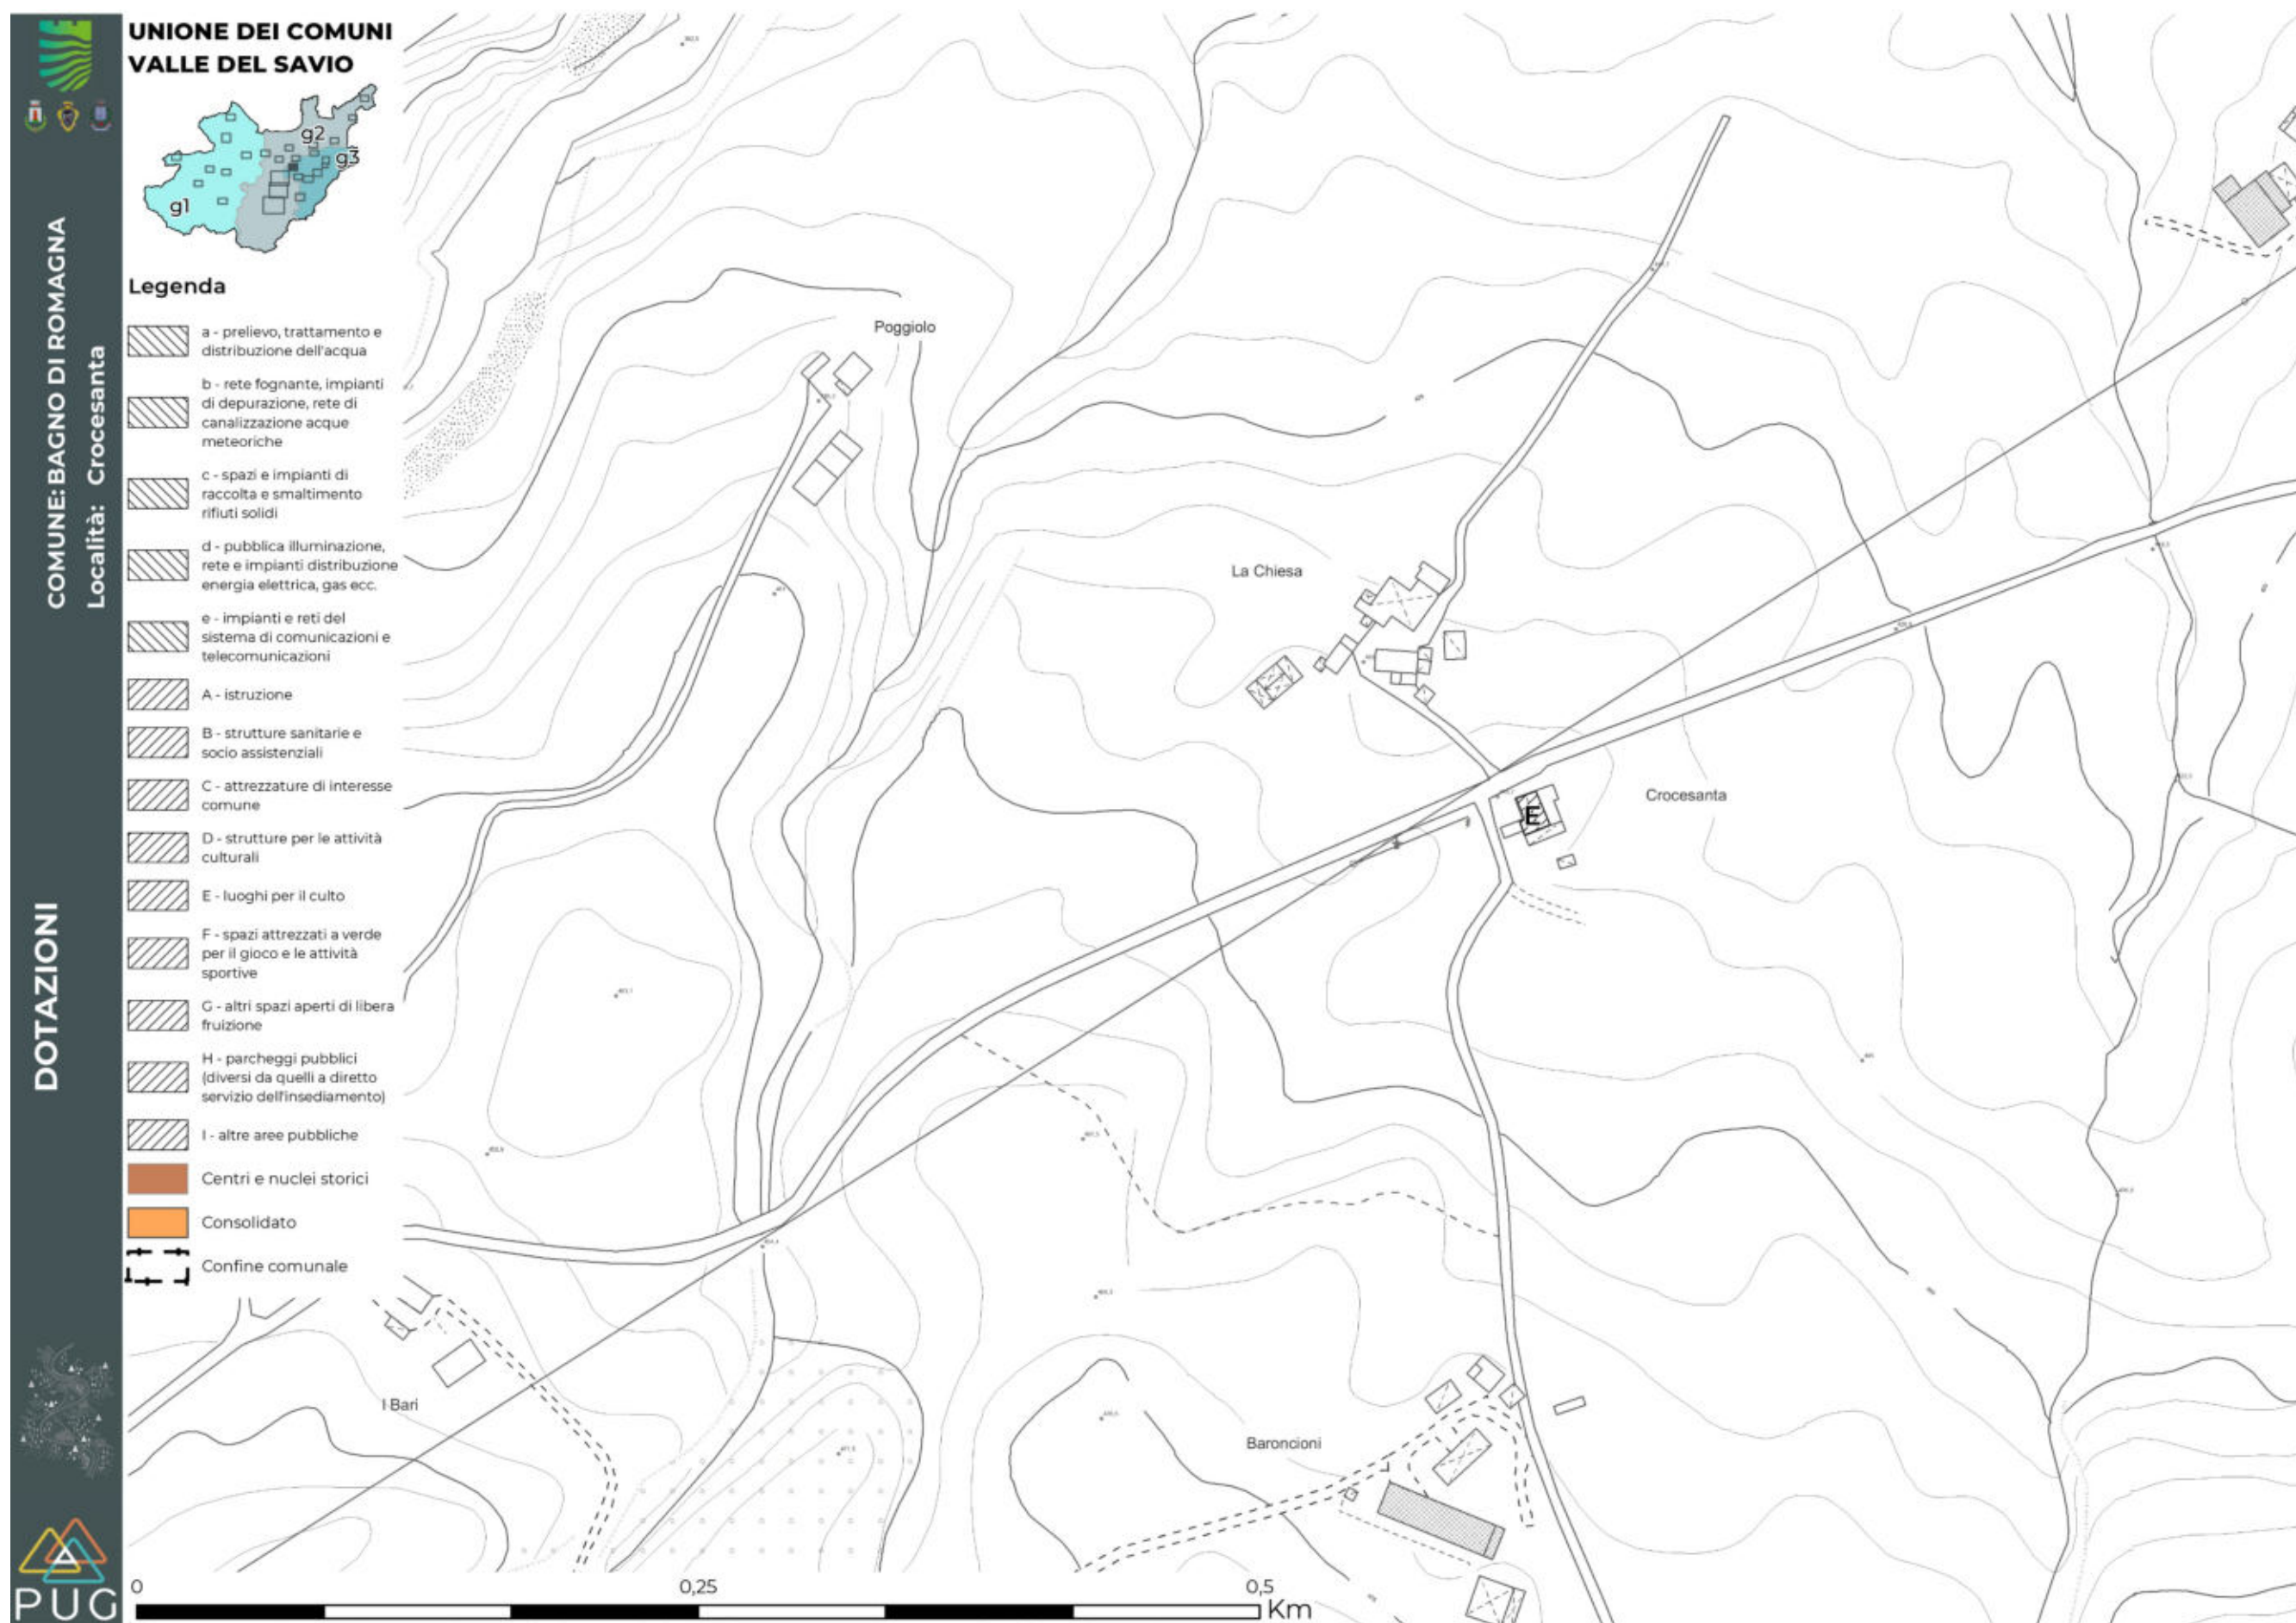 UNIONE DEI COMUNI
VALLE DEL SAVIO
g1
g2
g3
COMUNE: BAGNO DI ROMAGNA
Località: Crocesanta
DOTAZIONI
Legenda
a - prelievo, trattamento e
distribuzione dell'acqua
b - rete fognante, impianti
di depurazione, rete di
canalizzazione acque
meteoriche
c - spazi e impianti di
raccolta e smaltimento
rifiuti solidi
d - pubblica illuminazione,
rete e impianti distribuzione
energia elettrica, gas ecc.
e - impianti e reti del
sistema di comunicazioni e
telecomunicazioni
A - istruzione
B - strutture sanitarie e
socio assistenziali
C - attrezzature di interesse
comune
D - strutture per le attività
culturali
E - luoghi per il culto
F - spazi attrezzati a verde
per il gioco e le attività
sportive
G - altri spazi aperti di libera
fruizione
H - parcheggi pubblici
(diversi da quelli a diretto
servizio dell'insediamento)
I - altre aree pubbliche
Centri e nuclei storici
Consolidato
Confine comunale
Poggiolo
La Chiesa
Crocesanta
E
I Bari
Baroncioni
PUG
0
0,25
0,5
Km